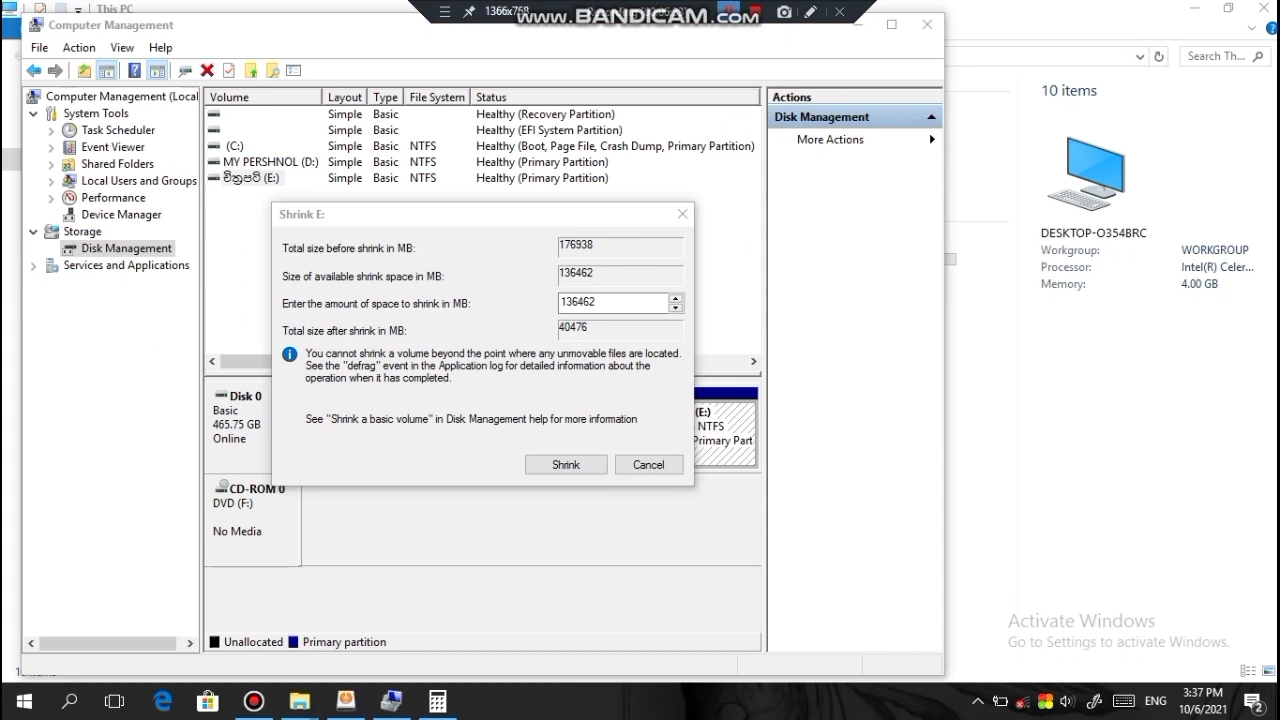 This PC
1366x768
www.BANDICAM.com
Computer Management
File Action View Help
Search Th...
Computer Management (Local
System Tools
Task Scheduler
Event Viewer
Shared Folders
Local Users and Groups
Performance
Device Manager
Storage
Disk Management
Services and Applications
Volume Layout Type File System Status
Simple Basic Healthy (Recovery Partition)
Simple Basic Healthy (EFI System Partition)
(C:) Simple Basic NTFS Healthy (Boot, Page File, Crash Dump, Primary Partition)
MY PERSHNOL (D:) Simple Basic NTFS Healthy (Primary Partition)
(E:) Simple Basic NTFS Healthy (Primary Partition)
Actions
Disk Management
More Actions
10 items
DESKTOP-O354BRC
Workgroup: WORKGROUP
Processor: Intel(R) Celer...
Memory: 4.00 GB
Shrink E:
Total size before shrink in MB: 176938
Size of available shrink space in MB: 136462
Enter the amount of space to shrink in MB: 136462
Total size after shrink in MB: 40476
You cannot shrink a volume beyond the point where any unmovable files are located.
See the "defrag" event in the Application log for detailed information about the
operation when it has completed.
See "Shrink a basic volume" in Disk Management help for more information
Shrink Cancel
Disk 0
Basic
465.75 GB
Online
(E:)
NTFS
Primary Part
CD-ROM 0
DVD (F:)
No Media
Unallocated Primary partition
Activate Windows
Go to Settings to activate Windows.
ENG
3:37 PM
10/6/2021
2